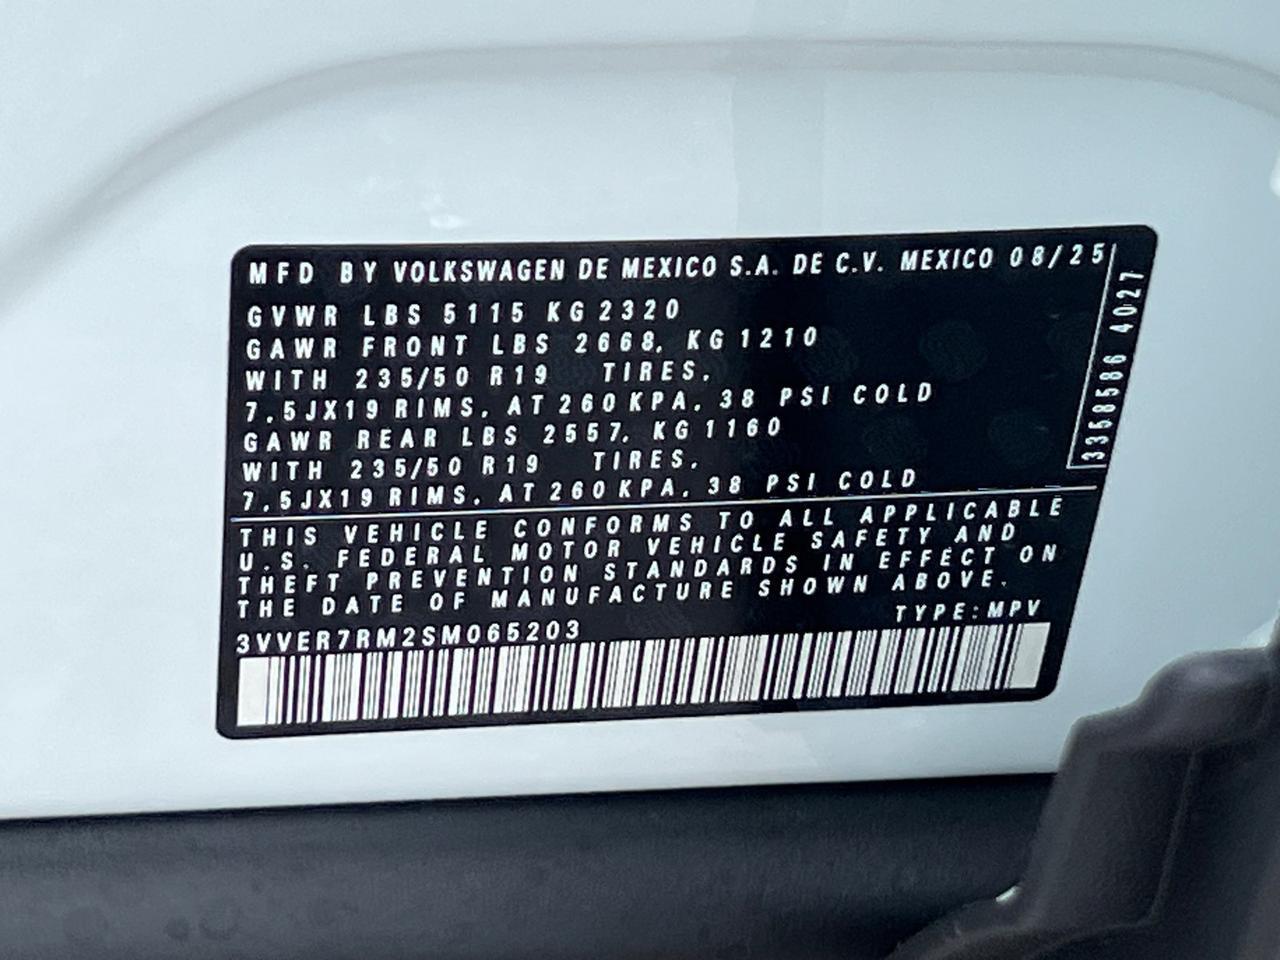 MFD BY VOLKSWAGEN DE MEXICO S.A. DE C.V. MEXICO 08/25
GVWR LBS 5115 KG 2320
GAWR FRONT LBS 2668, KG 1210
WITH 235/50 R19 TIRES,
7.5JX19 RIMS, AT 260 KPA, 38 PSI COLD
GAWR REAR LBS 2557, KG 1160
WITH 235/50 R19 TIRES,
7.5JX19 RIMS, AT 260 KPA, 38 PSI COLD
3358586 4027
THIS VEHICLE CONFORMS TO ALL APPLICABLE
U.S. FEDERAL MOTOR VEHICLE SAFETY AND
THEFT PREVENTION STANDARDS IN EFFECT ON
THE DATE OF MANUFACTURE SHOWN ABOVE.
TYPE:MPV
3VVER7RM2SM065203